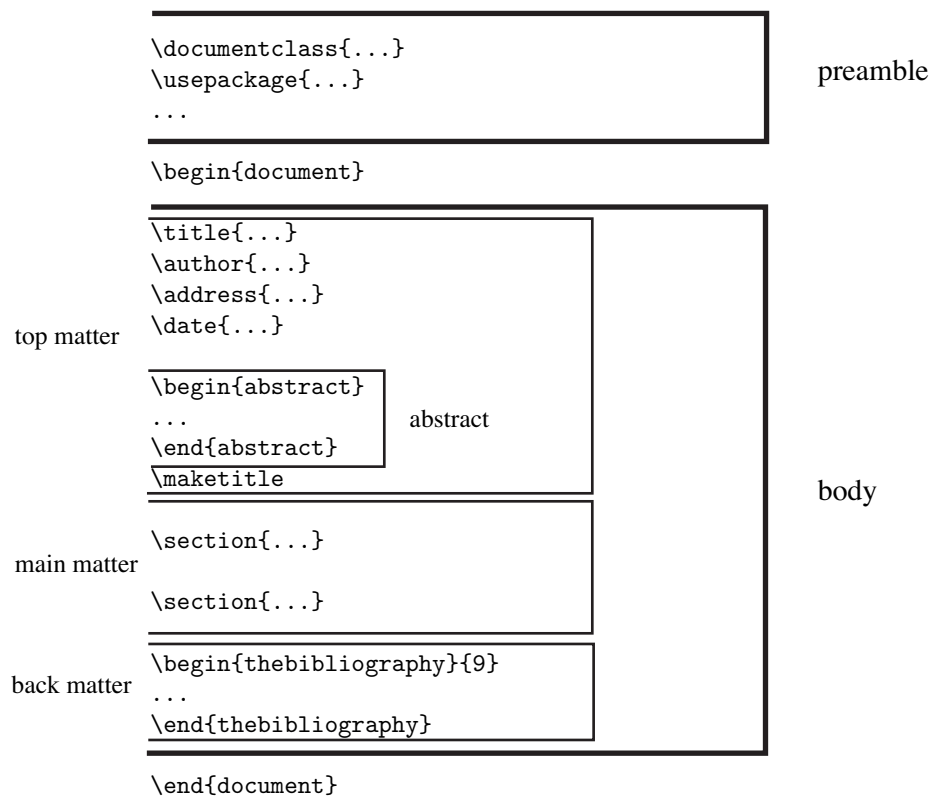 \documentclass{...}
\usepackage{...}
preamble
...
\begin{document}
\title{...}
\author{...}
\address{...}
\date{...}
top matter
\begin{abstract}
...
abstract
\end{abstract}
\maketitle
body
\section{...}
main matter
\section{...}
\begin{thebibliography}{9}
back matter
...
\end{thebibliography}
\end{document}